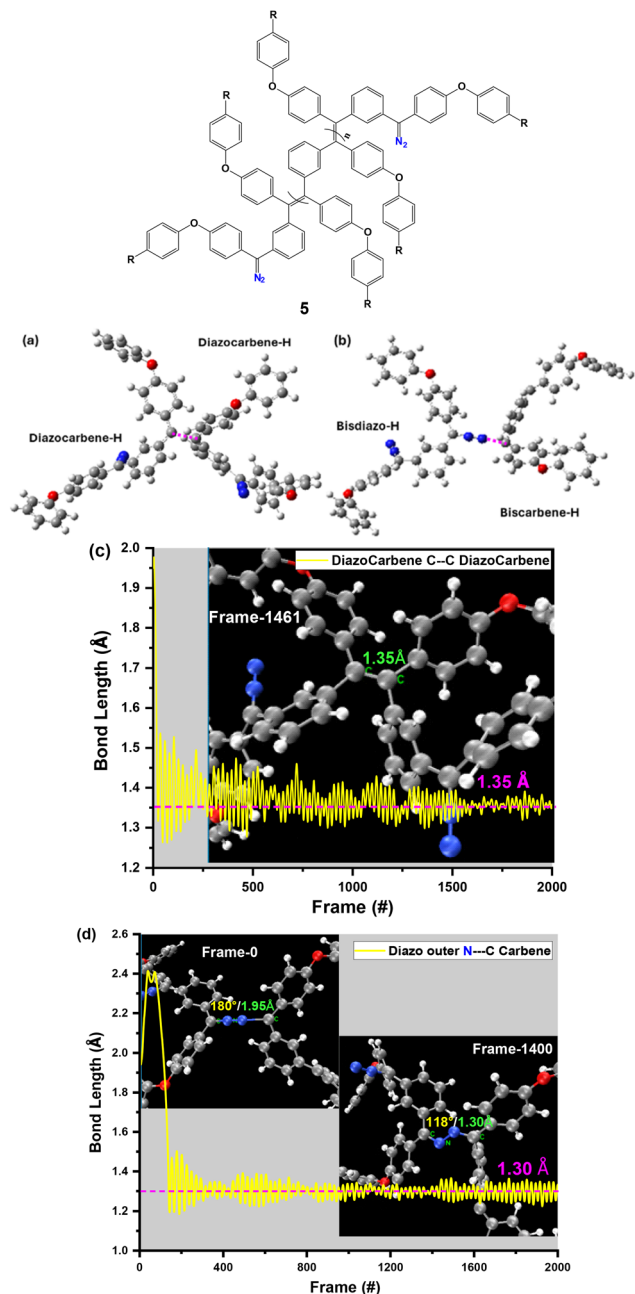 R
R
O
O
R
n
O
R
N2
O
O
R
O
R
O
N2
R
R
5
(a)
Diazocarbene-H
Diazocarbene-H
(b)
Bisdiazo-H
Biscarbene-H
(c)
DiazoCarbene C--C DiazoCarbene
Frame-1461
1.35Å
C
C
1.35 Å
Bond Length (Å)
2.0
1.9
1.8
1.7
1.6
1.5
1.4
1.3
1.2
0
500
1000
1500
2000
Frame (#)
(d)
Diazo outer N---C Carbene
Frame-0
180°/1.95Å
C
Frame-1400
118°/1.30Å
C
N
C
1.30 Å
Bond Length (Å)
2.6
2.4
2.2
2.0
1.8
1.6
1.4
1.2
1.0
0
400
800
1200
1600
2000
Frame (#)